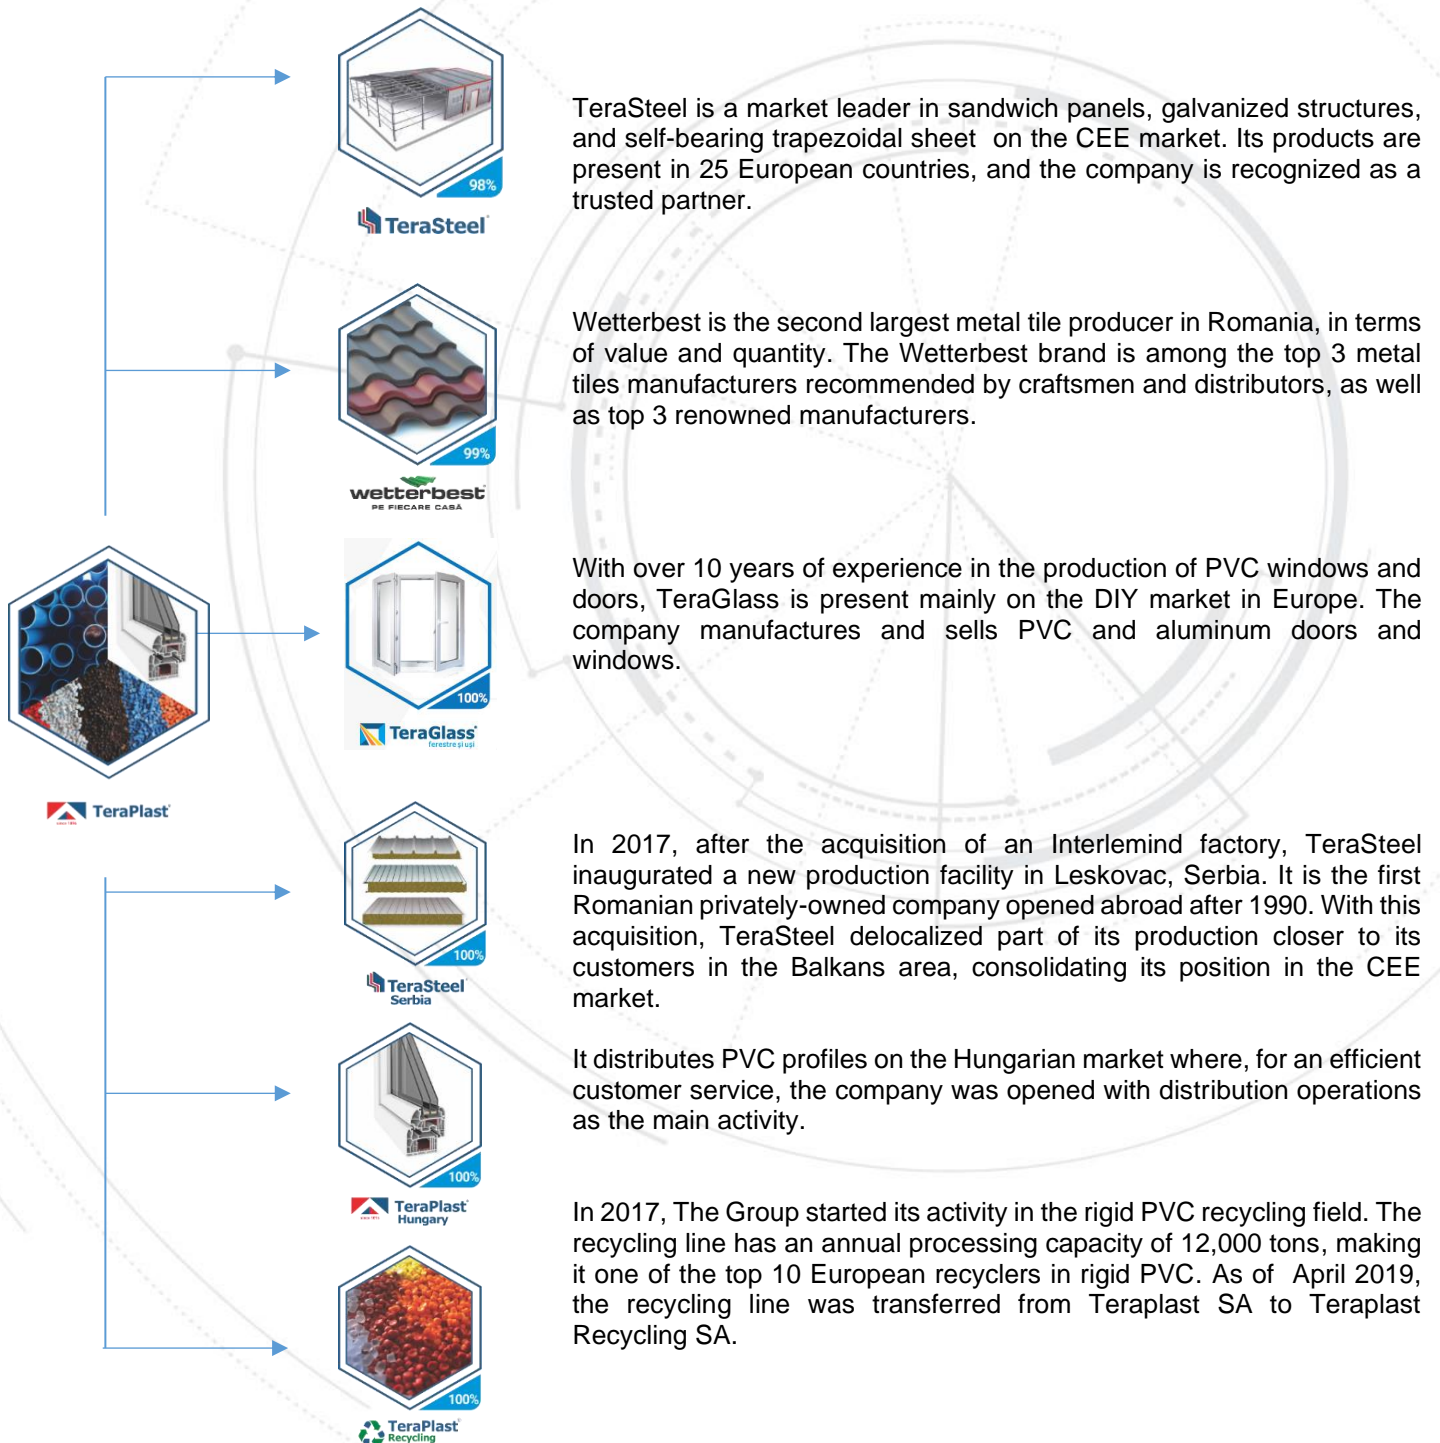 98%
TeraSteel
TeraSteel is a market leader in sandwich panels, galvanized structures,
and self-bearing trapezoidal sheet on the CEE market. Its products are
present in 25 European countries, and the company is recognized as a
trusted partner.
99%
wetterbest
PE FIECARE CASĂ
Wetterbest is the second largest metal tile producer in Romania, in terms
of value and quantity. The Wetterbest brand is among the top 3 metal
tiles manufacturers recommended by craftsmen and distributors, as well
as top 3 renowned manufacturers.
TeraPlast
100%
TeraGlass
ferestre și uși
With over 10 years of experience in the production of PVC windows and
doors, TeraGlass is present mainly on the DIY market in Europe. The
company manufactures and sells PVC and aluminum doors and
windows.
100%
TeraSteel
Serbia
In 2017, after the acquisition of an Interlemind factory, TeraSteel
inaugurated a new production facility in Leskovac, Serbia. It is the first
Romanian privately-owned company opened abroad after 1990. With this
acquisition, TeraSteel delocalized part of its production closer to its
customers in the Balkans area, consolidating its position in the CEE
market.
100%
TeraPlast
Hungary
It distributes PVC profiles on the Hungarian market where, for an efficient
customer service, the company was opened with distribution operations
as the main activity.
100%
TeraPlast
Recycling
In 2017, The Group started its activity in the rigid PVC recycling field. The
recycling line has an annual processing capacity of 12,000 tons, making
it one of the top 10 European recyclers in rigid PVC. As of April 2019,
the recycling line was transferred from Teraplast SA to Teraplast
Recycling SA.